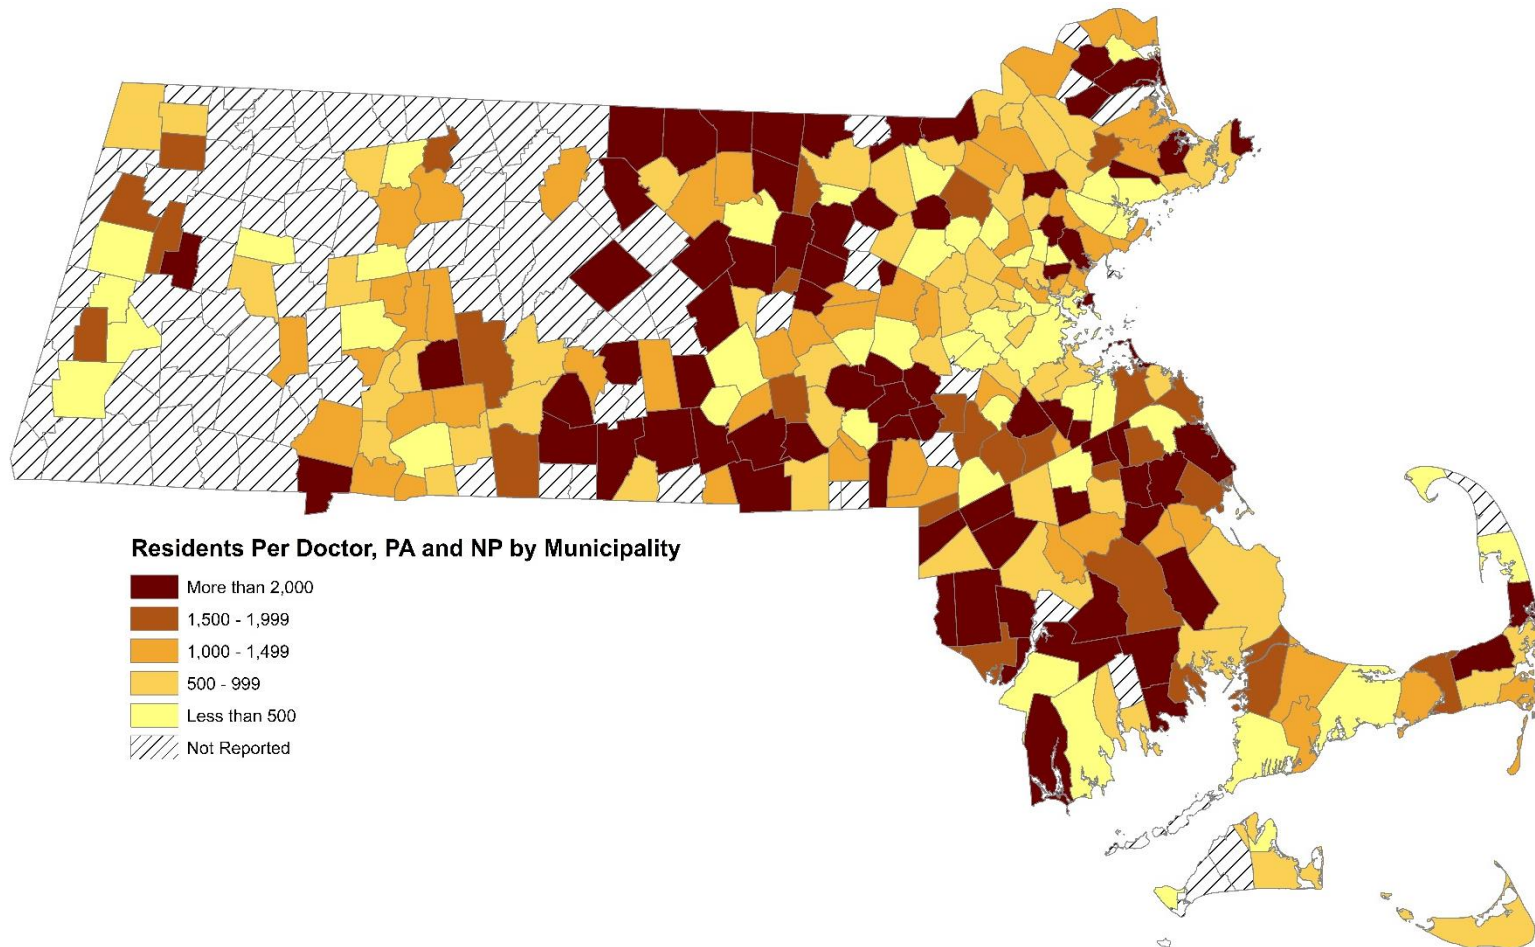 Residents Per Doctor, PA and NP by Municipality
More than 2,000
1,500 - 1,999
1,000 - 1,499
500 - 999
Less than 500
Not Reported